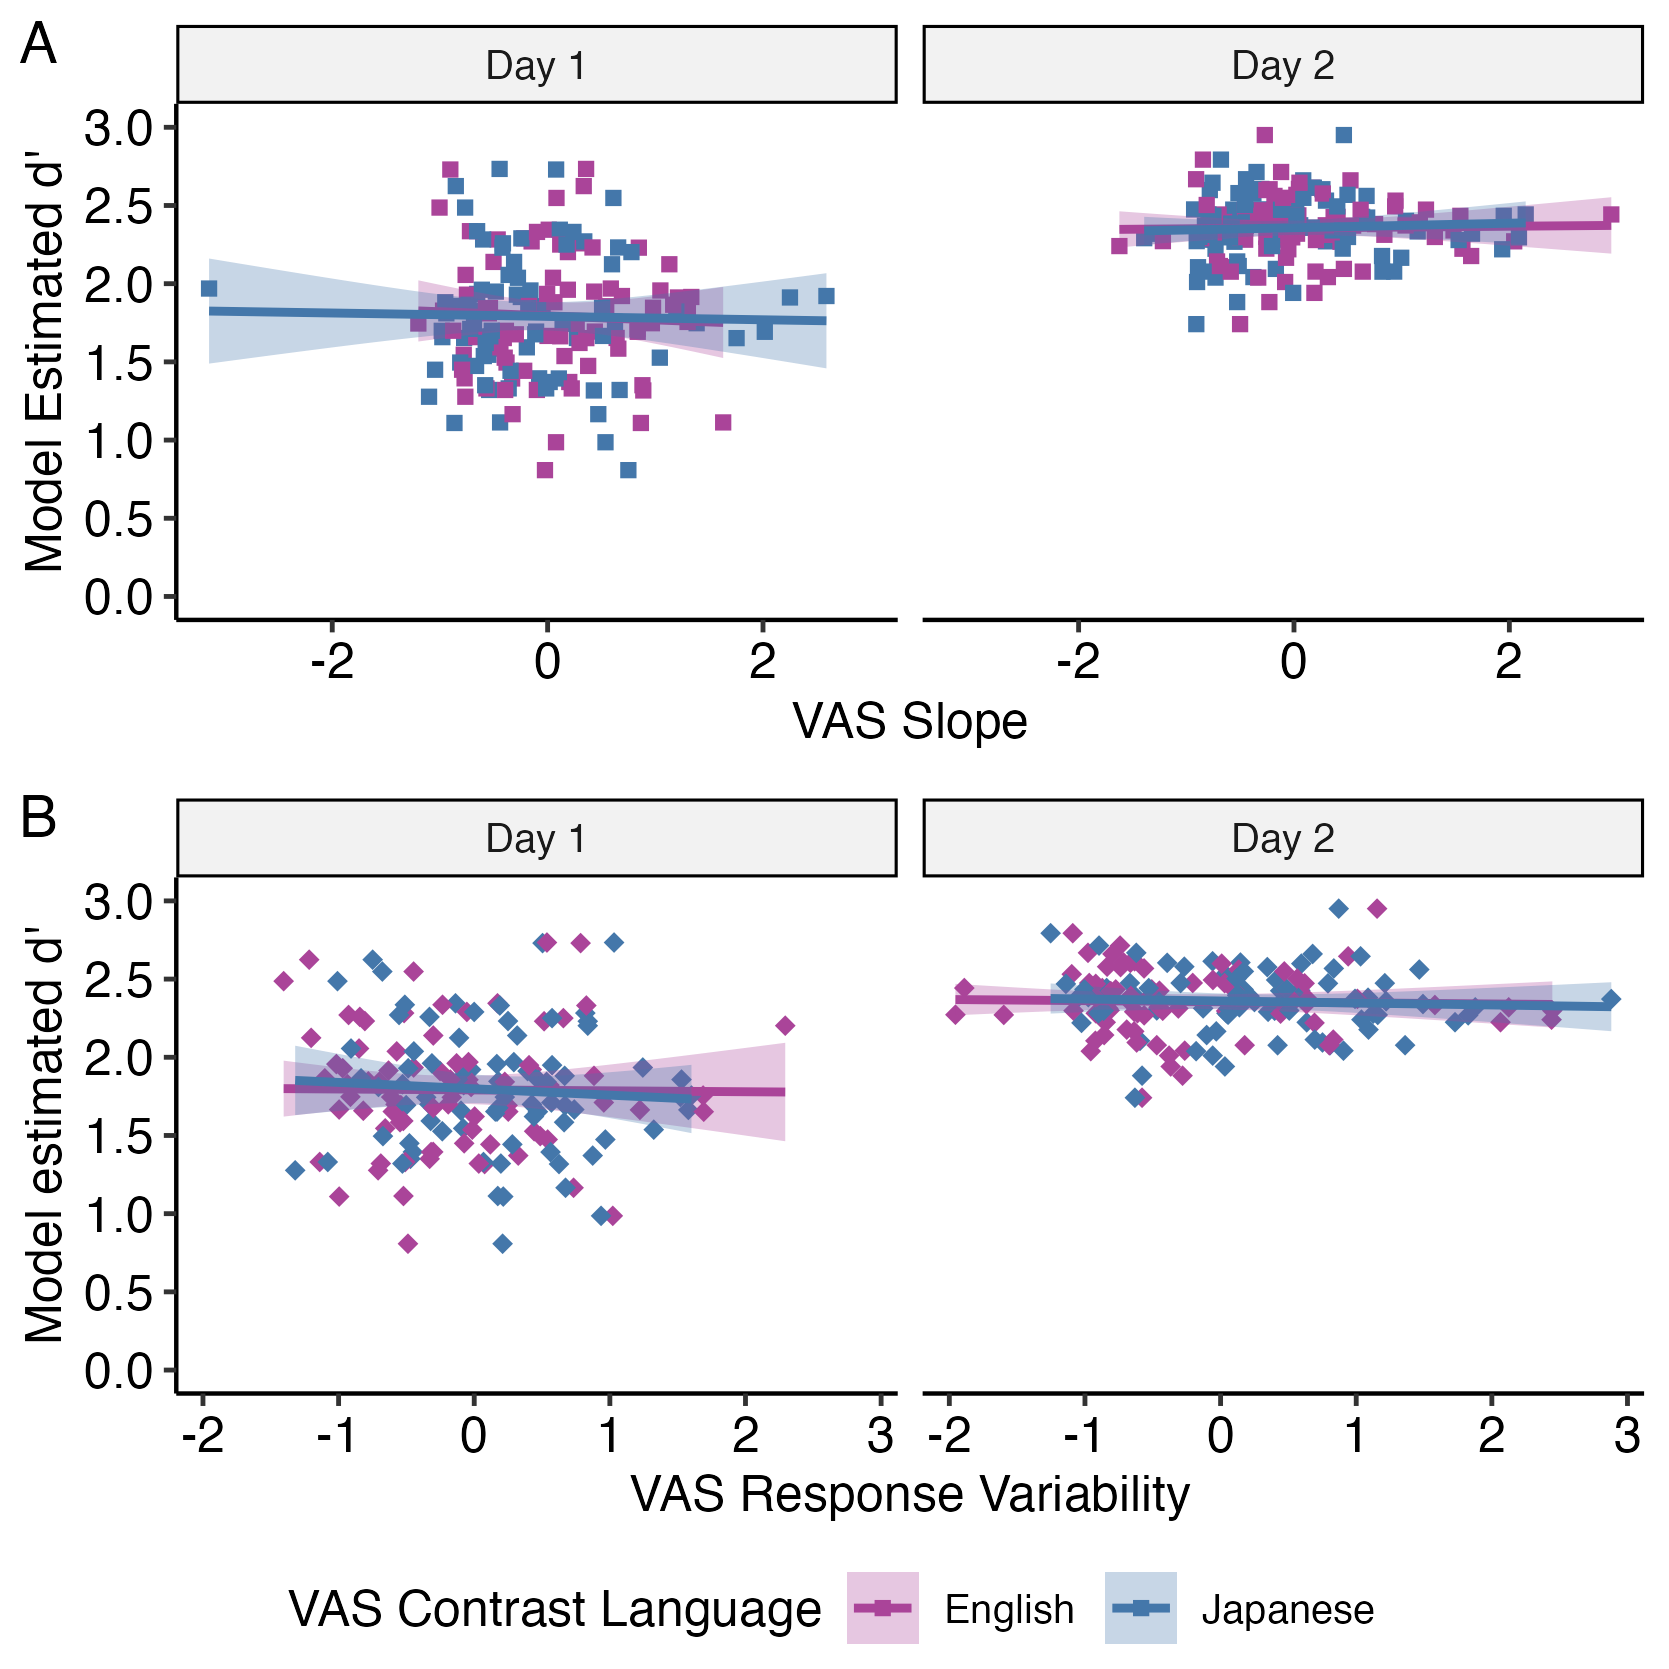 A
Day 1
Day 2
Model Estimated d'
3.0
2.5
2.0
1.5
1.0
0.5
0.0
-2 0 2
-2 0 2
VAS Slope
B
Day 1
Day 2
Model estimated d'
3.0
2.5
2.0
1.5
1.0
0.5
0.0
-2 -1 0 1 2 3
-2 -1 0 1 2 3
VAS Response Variability
VAS Contrast Language English Japanese